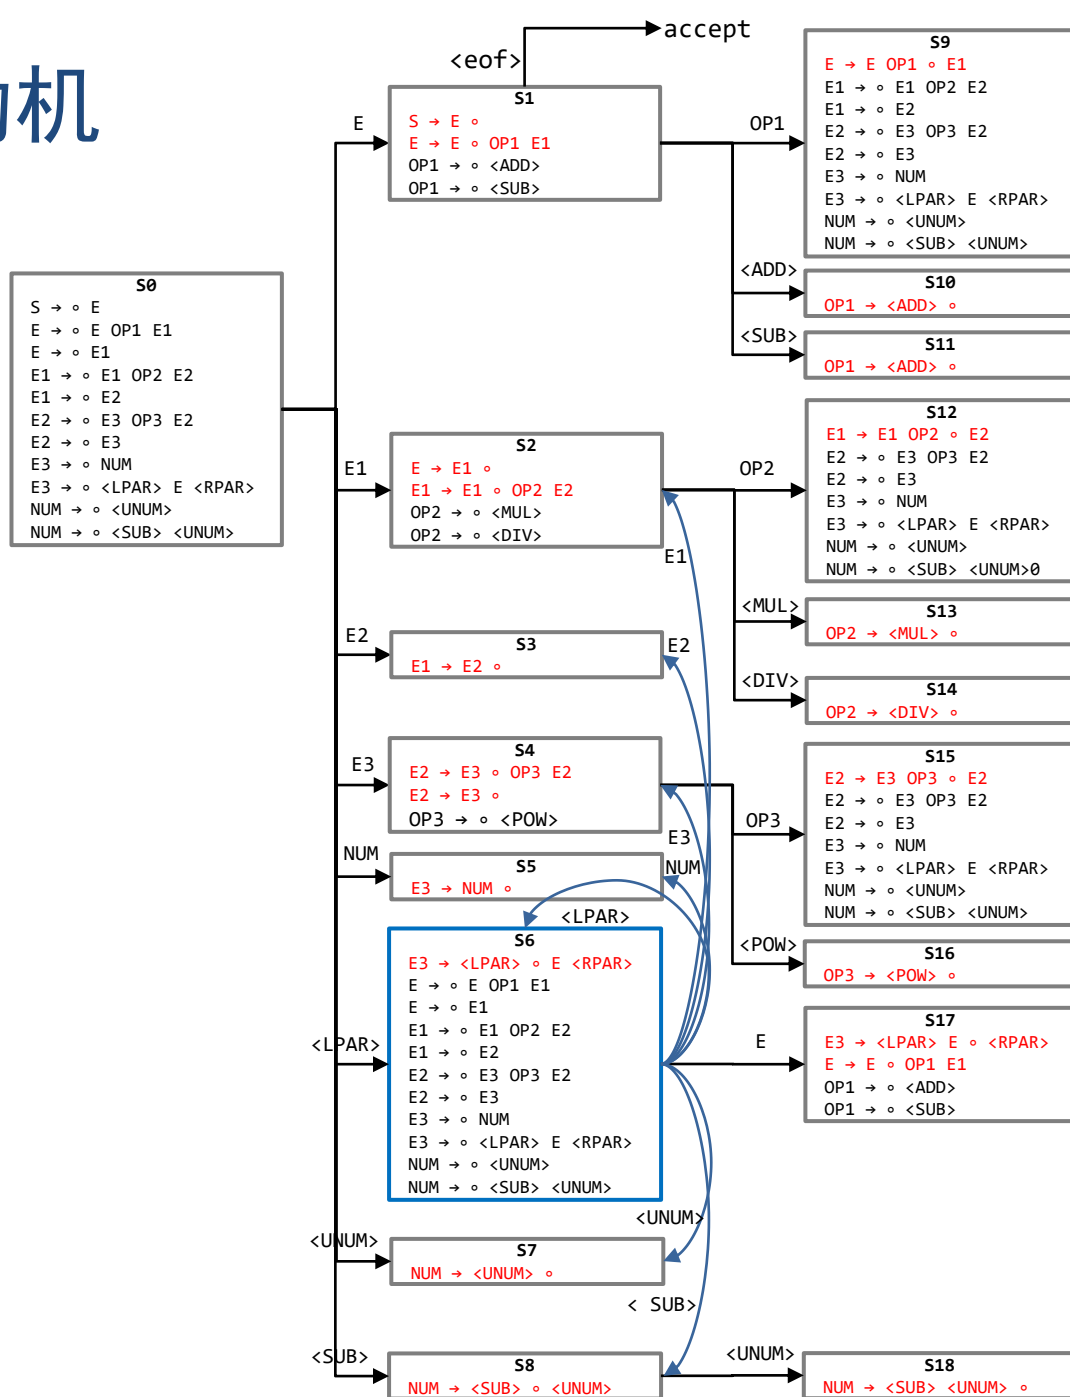 动机
S0
S → ∘ E
E → ∘ E OP1 E1
E → ∘ E1
E1 → ∘ E1 OP2 E2
E1 → ∘ E2
E2 → ∘ E3 OP3 E2
E2 → ∘ E3
E3 → ∘ NUM
E3 → ∘ <LPAR> E <RPAR>
NUM → ∘ <UNUM>
NUM → ∘ <SUB> <UNUM>
<eof>
accept
E
S1
S → E ∘
E → E ∘ OP1 E1
OP1 → ∘ <ADD>
OP1 → ∘ <SUB>
E1
S2
E → E1 ∘
E1 → E1 ∘ OP2 E2
OP2 → ∘ <MUL>
OP2 → ∘ <DIV>
E1
E2
S3
E1 → E2 ∘
E2
E3
S4
E2 → E3 ∘ OP3 E2
E2 → E3 ∘
OP3 → ∘ <POW>
E3
NUM
S5
E3 → NUM ∘
NUM
<LPAR>
<LPAR>
S6
E3 → <LPAR> ∘ E <RPAR>
E → ∘ E OP1 E1
E → ∘ E1
E1 → ∘ E1 OP2 E2
E1 → ∘ E2
E2 → ∘ E3 OP3 E2
E2 → ∘ E3
E3 → ∘ NUM
E3 → ∘ <LPAR> E <RPAR>
NUM → ∘ <UNUM>
NUM → ∘ <SUB> <UNUM>
<UNUM>
<UNUM>
S7
NUM → <UNUM> ∘
< SUB>
<SUB>
S8
NUM → <SUB> ∘ <UNUM>
OP1
S9
E → E OP1 ∘ E1
E1 → ∘ E1 OP2 E2
E1 → ∘ E2
E2 → ∘ E3 OP3 E2
E2 → ∘ E3
E3 → ∘ NUM
E3 → ∘ <LPAR> E <RPAR>
NUM → ∘ <UNUM>
NUM → ∘ <SUB> <UNUM>
<ADD>
S10
OP1 → <ADD> ∘
<SUB>
S11
OP1 → <ADD> ∘
OP2
S12
E1 → E1 OP2 ∘ E2
E2 → ∘ E3 OP3 E2
E2 → ∘ E3
E3 → ∘ NUM
E3 → ∘ <LPAR> E <RPAR>
NUM → ∘ <UNUM>
NUM → ∘ <SUB> <UNUM>0
<MUL>
S13
OP2 → <MUL> ∘
<DIV>
S14
OP2 → <DIV> ∘
OP3
S15
E2 → E3 OP3 ∘ E2
E2 → ∘ E3 OP3 E2
E2 → ∘ E3
E3 → ∘ NUM
E3 → ∘ <LPAR> E <RPAR>
NUM → ∘ <UNUM>
NUM → ∘ <SUB> <UNUM>
<POW>
S16
OP3 → <POW> ∘
E
S17
E3 → <LPAR> E ∘ <RPAR>
E → E ∘ OP1 E1
OP1 → ∘ <ADD>
OP1 → ∘ <SUB>
<UNUM>
S18
NUM → <SUB> <UNUM> ∘